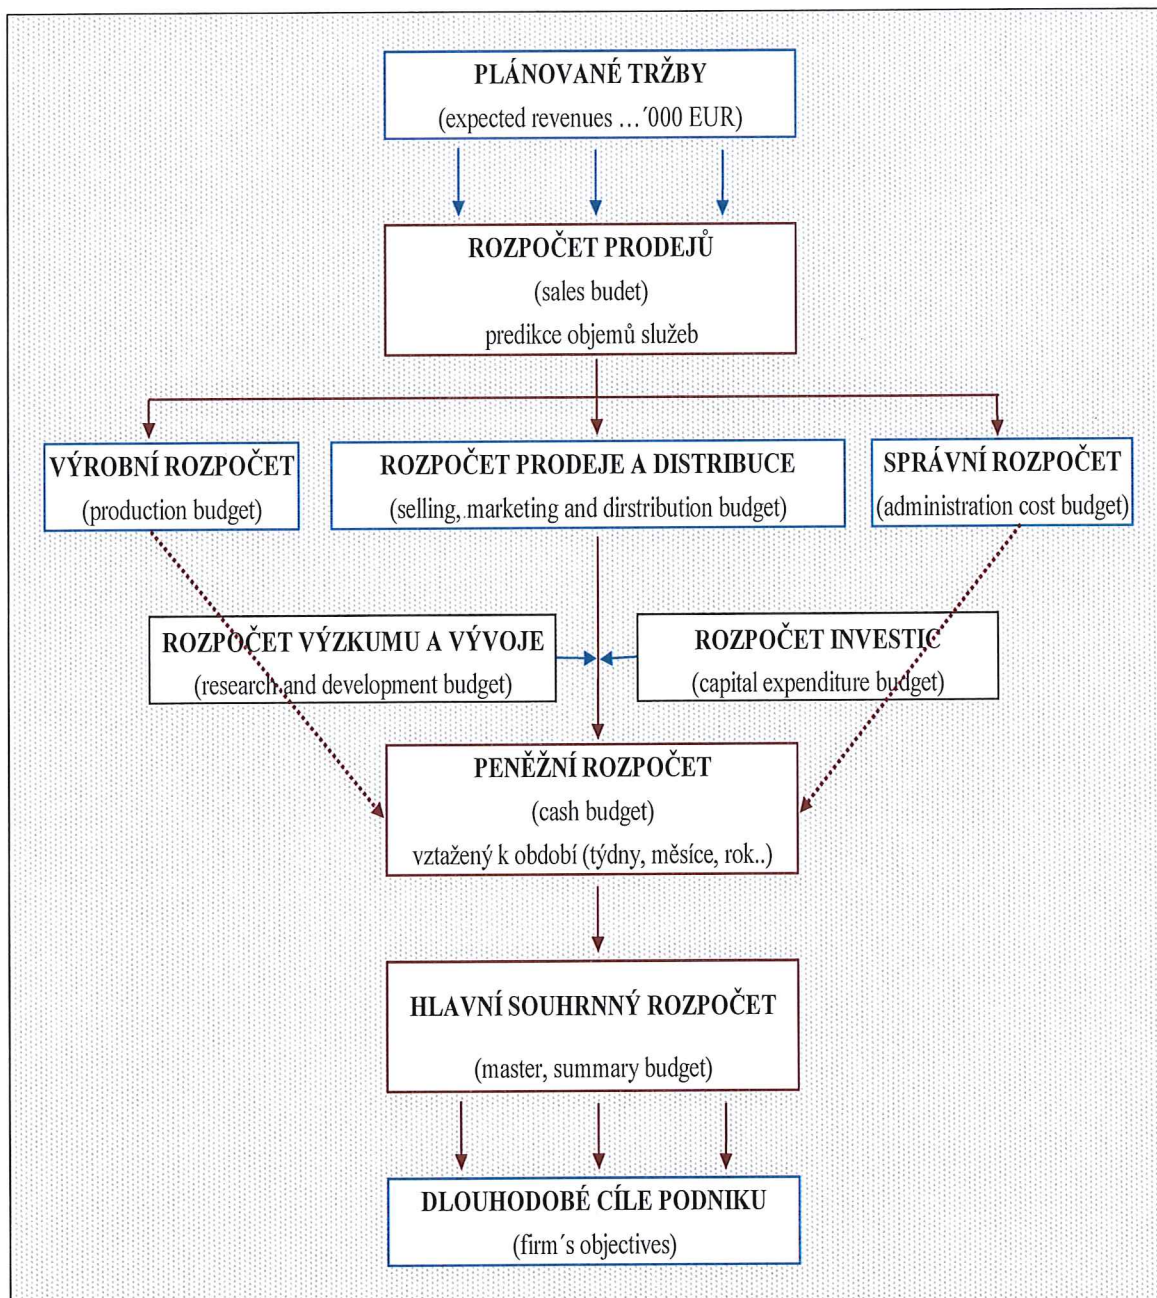 PLÁNOVANÉ TRŽBY
(expected revenues …´000 EUR)
ROZPOČET PRODEJŮ
(sales budet)
predikce objemů služeb
VÝROBNÍ ROZPOČET
(production budget)
ROZPOČET PRODEJE A DISTRIBUCE
(selling, marketing and dirstribution budget)
SPRÁVNÍ ROZPOČET
(administration cost budget)
ROZPOČET VÝZKUMU A VÝVOJE
(research and development budget)
ROZPOČET INVESTIC
(capital expenditure budget)
PENĚŽNÍ ROZPOČET
(cash budget)
vztažený k období (týdny, měsíce, rok..)
HLAVNÍ SOUHRNNÝ ROZPOČET
(master, summary budget)
DLOUHODOBÉ CÍLE PODNIKU
(firm´s objectives)